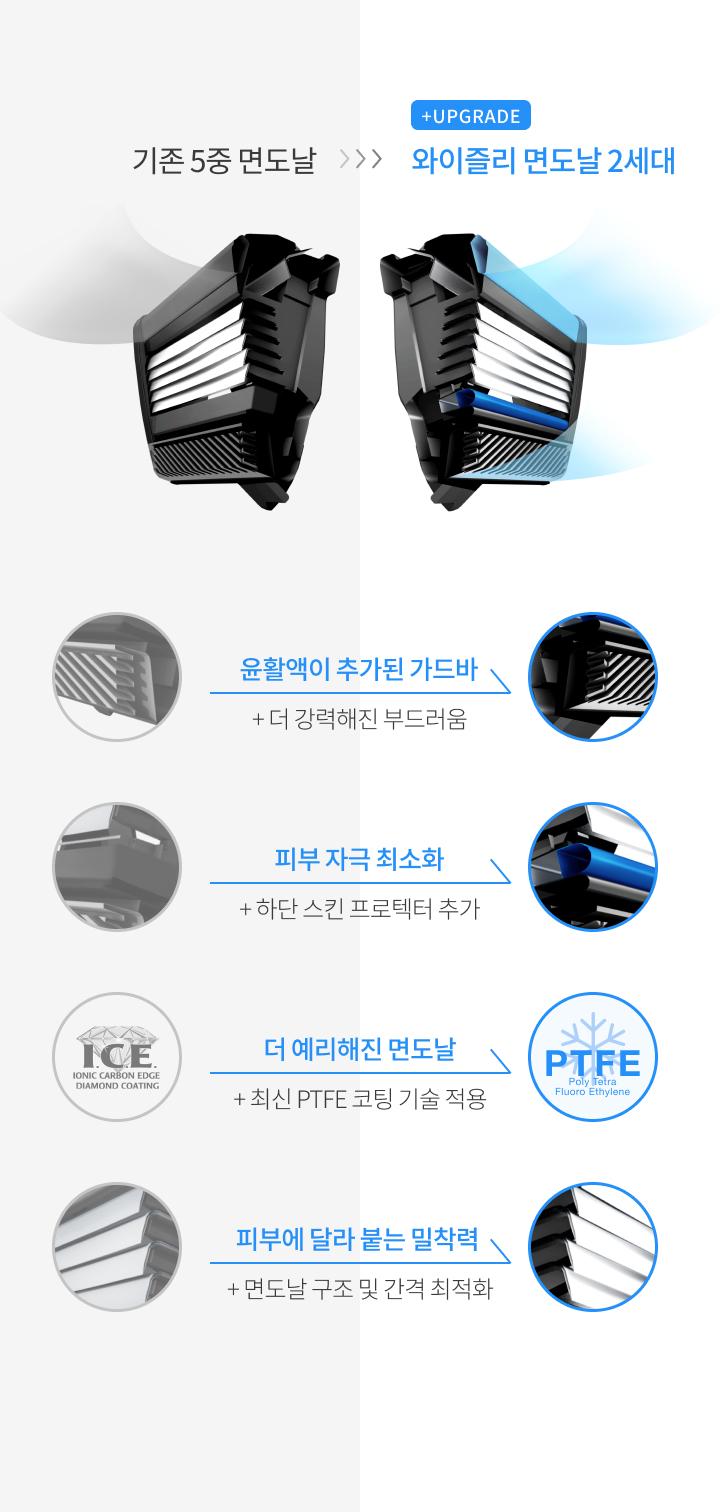 +UPGRADE
기존 5중 면도날
와이즐리 면도날 2세대
윤활액이 추가된 가드바
+ 더 강력해진 부드러움
피부 자극 최소화
+ 하단 스킨 프로텍터 추가
I.C.E.
IONIC CARBON EDGE
DIAMOND COATING
더 예리해진 면도날
+ 최신 PTFE 코팅 기술 적용
PTFE
Poly Tetra
Fluoro Ethylene
피부에 달라 붙는 밀착력
+ 면도날 구조 및 간격 최적화